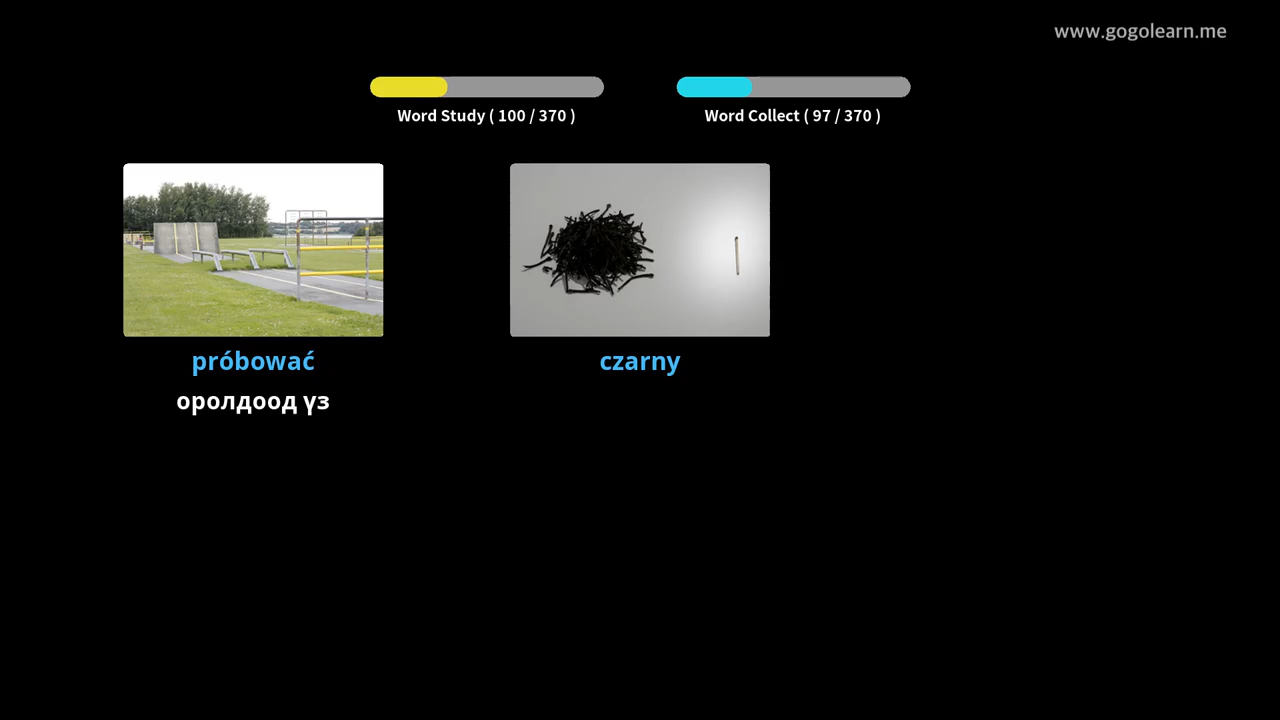 www.gogolearn.me
Word Study ( 100 / 370 )
Word Collect ( 97 / 370 )
próbować
czarny
оролдоод үз